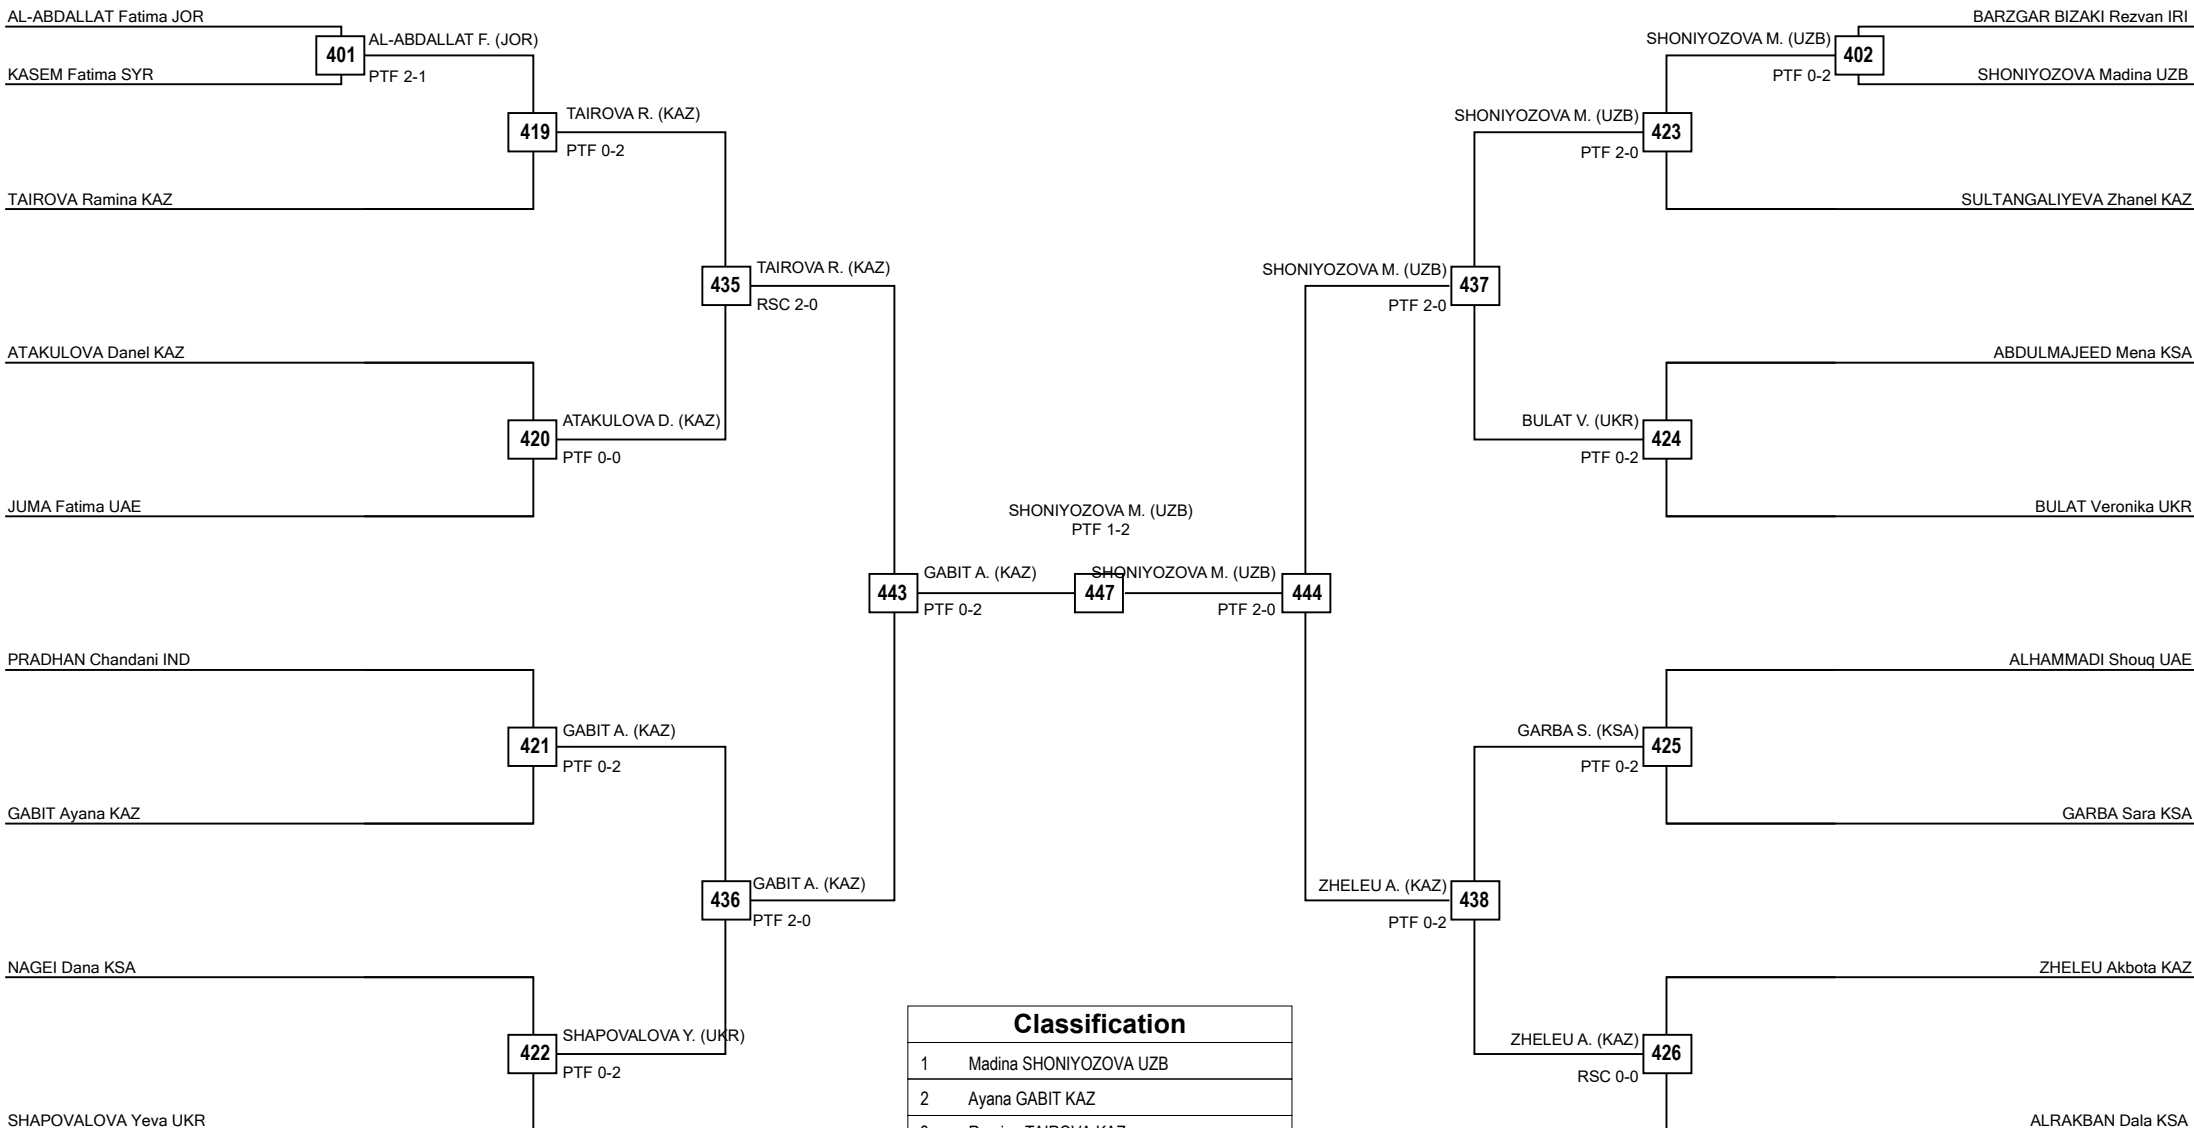 AL-ABDALLAT Fatima JOR
BARZGAR BIZAKI Rezvan IRI
401
AL-ABDALLAT F. (JOR)
SHONIYOZOVA M. (UZB)
402
KASEM Fatima SYR
PTF 2-1
PTF 0-2
SHONIYOZOVA Madina UZB
419
TAIROVA R. (KAZ)
PTF 0-2
SHONIYOZOVA M. (UZB)
423
PTF 2-0
TAIROVA Ramina KAZ
SULTANGALIYEVA Zhanel KAZ
435
TAIROVA R. (KAZ)
RSC 2-0
SHONIYOZOVA M. (UZB)
437
PTF 2-0
ATAKULOVA Danel KAZ
ABDULMAJEED Mena KSA
420
ATAKULOVA D. (KAZ)
PTF 0-0
BULAT V. (UKR)
424
PTF 0-2
JUMA Fatima UAE
BULAT Veronika UKR
SHONIYOZOVA M. (UZB)
PTF 1-2
443
GABIT A. (KAZ)
PTF 0-2
447
SHONIYOZOVA M. (UZB)
PTF 2-0
444
PRADHAN Chandani IND
ALHAMMADI Shouq UAE
421
GABIT A. (KAZ)
PTF 0-2
GARBA S. (KSA)
425
PTF 0-2
GABIT Ayana KAZ
GARBA Sara KSA
436
GABIT A. (KAZ)
PTF 2-0
ZHELEU A. (KAZ)
438
PTF 0-2
NAGEI Dana KSA
ZHELEU Akbota KAZ
422
SHAPOVALOVA Y. (UKR)
PTF 0-2
ZHELEU A. (KAZ)
426
RSC 0-0
SHAPOVALOVA Yeva UKR
ALRAKBAN Dala KSA
Classification
1 Madina SHONIYOZOVA UZB
2 Ayana GABIT KAZ